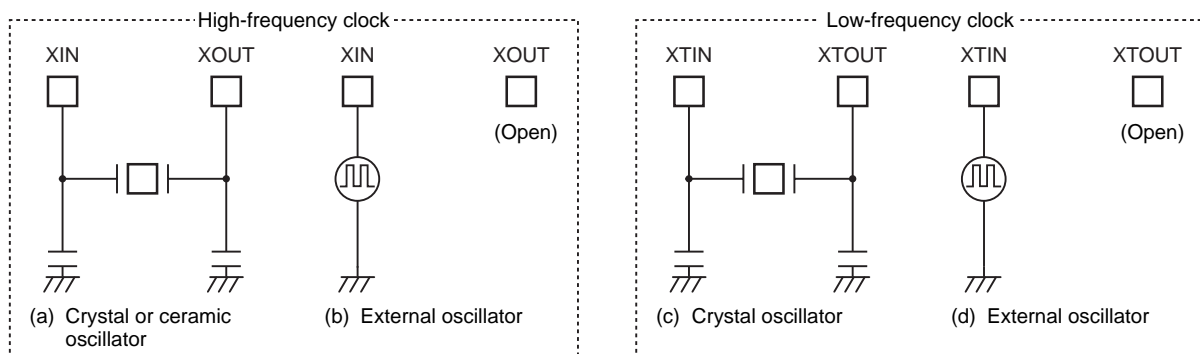 High-frequency clock
Low-frequency clock
XIN XOUT XIN XOUT
XTIN XTOUT XTIN XTOUT
(Open)
(Open)
(a) Crystal or ceramic
oscillator
(b) External oscillator
(c) Crystal oscillator
(d) External oscillator